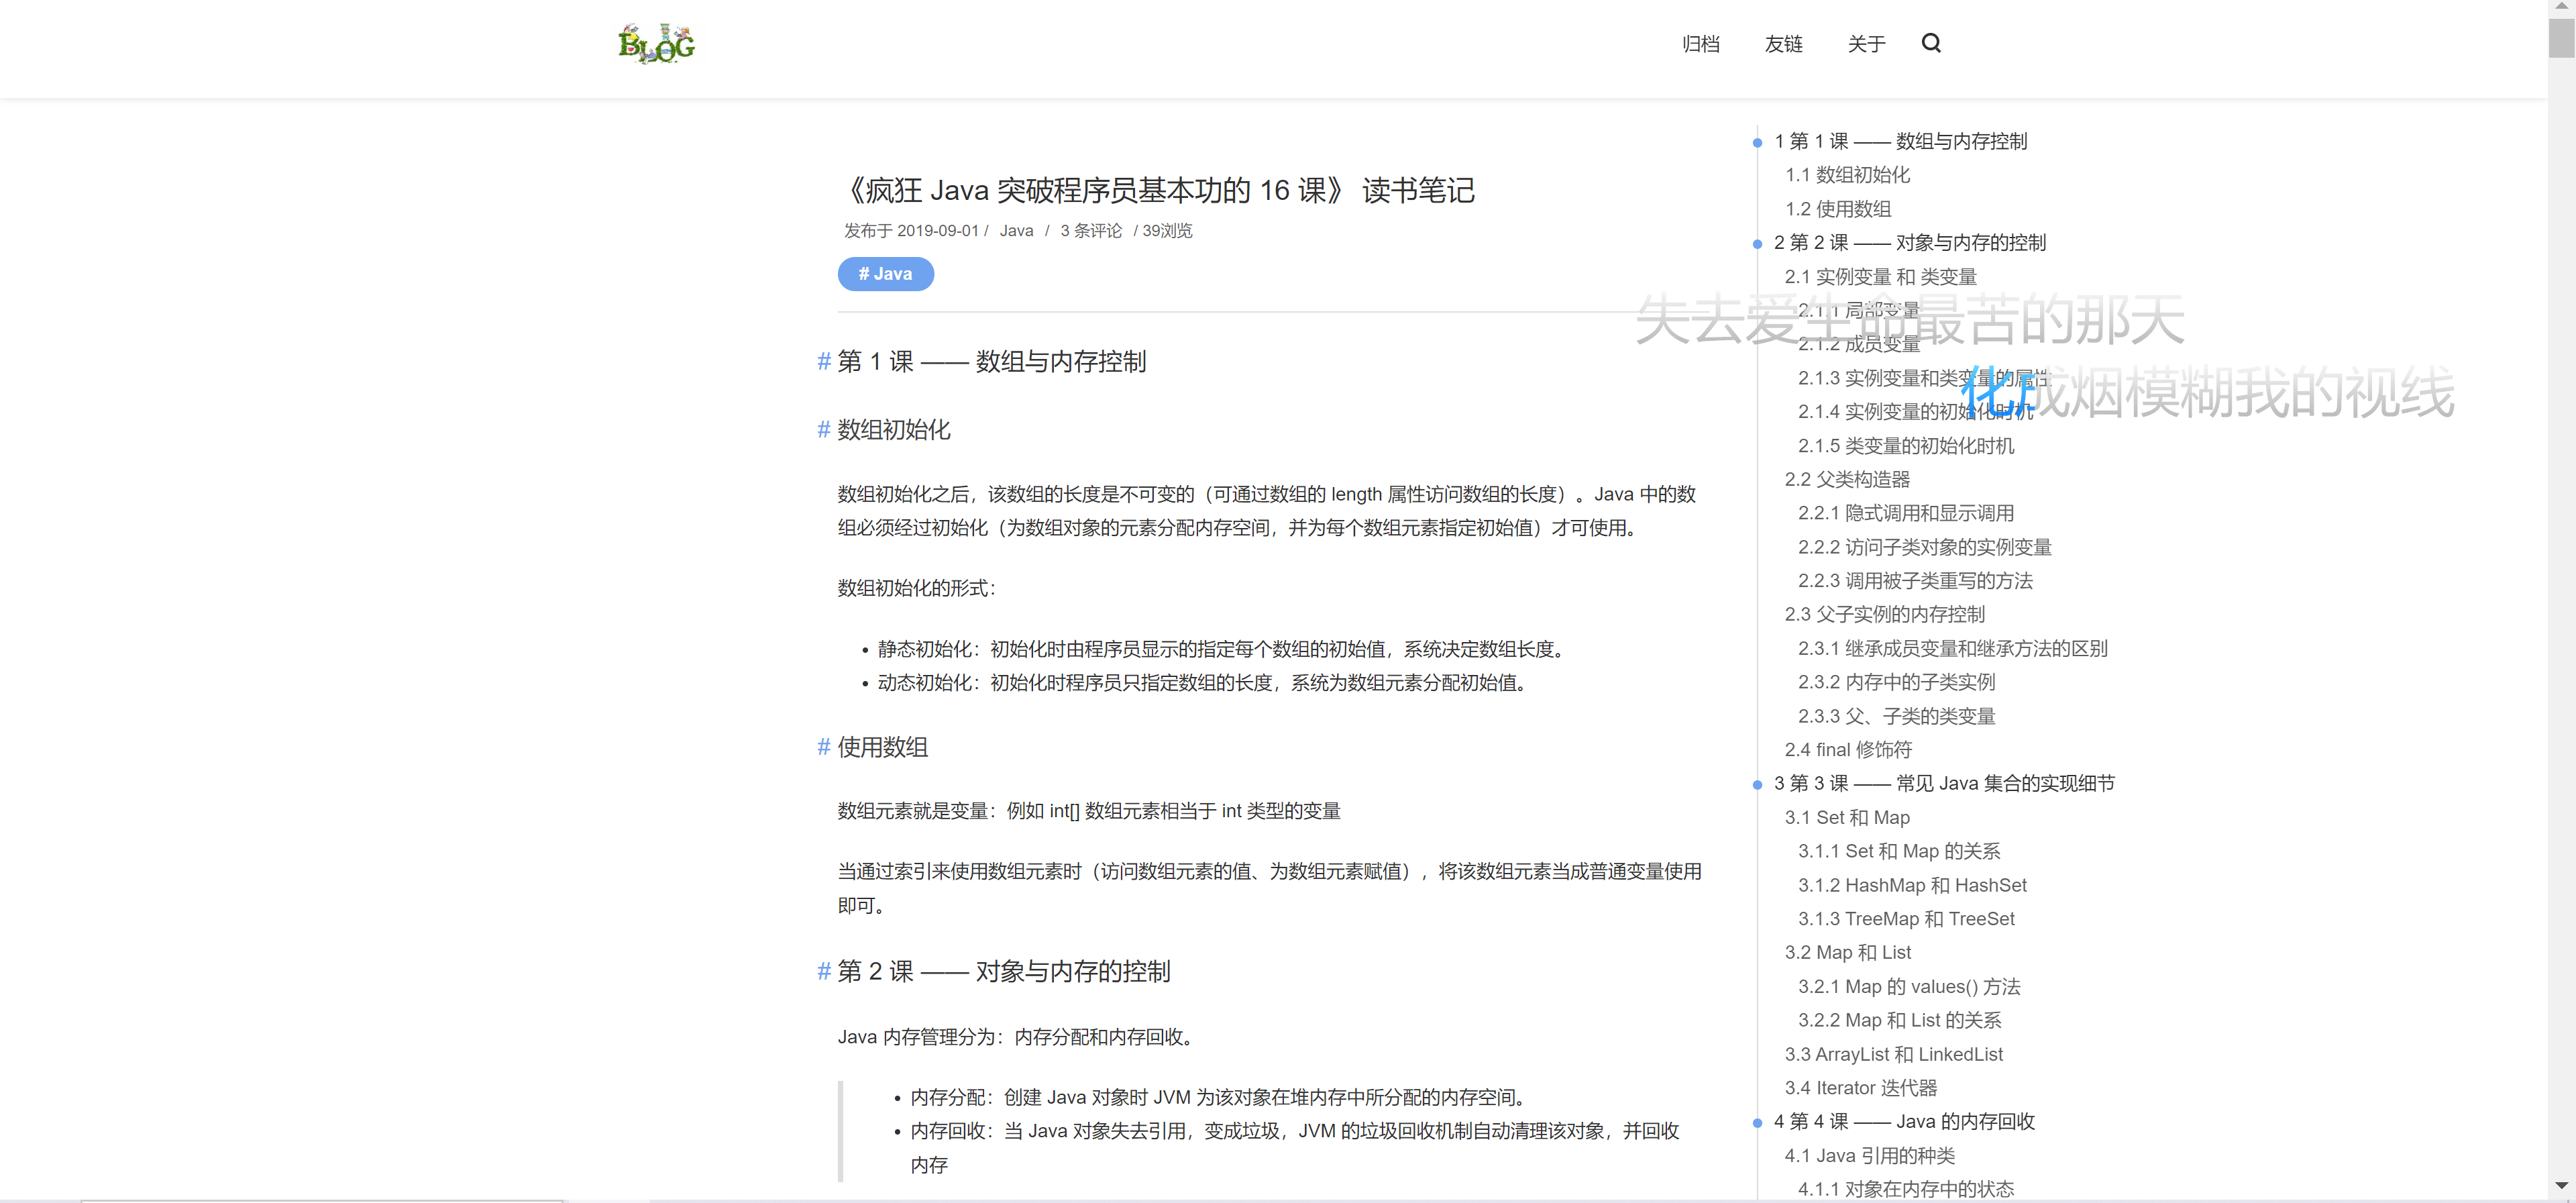 BLOG
归档 友链 关于
《疯狂 Java 突破程序员基本功的 16 课》 读书笔记
发布于 2019-09-01 / Java / 3 条评论 / 39浏览
# Java
# 第 1 课 —— 数组与内存控制
# 数组初始化
数组初始化之后，该数组的长度是不可变的（可通过数组的 length 属性访问数组的长度）。Java 中的数
组必须经过初始化（为数组对象的元素分配内存空间，并为每个数组元素指定初始值）才可使用。
数组初始化的形式：
• 静态初始化：初始化时由程序员显示的指定每个数组的初始值，系统决定数组长度。
• 动态初始化：初始化时程序员只指定数组的长度，系统为数组元素分配初始值。
# 使用数组
数组元素就是变量：例如 int[] 数组元素相当于 int 类型的变量
当通过索引来使用数组元素时（访问数组元素的值、为数组元素赋值），将该数组元素当成普通变量使用
即可。
# 第 2 课 —— 对象与内存的控制
Java 内存管理分为：内存分配和内存回收。
• 内存分配：创建 Java 对象时 JVM 为该对象在堆内存中所分配的内存空间。
• 内存回收：当 Java 对象失去引用，变成垃圾，JVM 的垃圾回收机制自动清理该对象，并回收
内存
1 第 1 课 —— 数组与内存控制
1.1 数组初始化
1.2 使用数组
2 第 2 课 —— 对象与内存的控制
2.1 实例变量 和 类变量
2.1.1 局部变量
2.1.2 成员变量
2.1.3 实例变量和类变量的属性
2.1.4 实例变量的初始化时机
2.1.5 类变量的初始化时机
2.2 父类构造器
2.2.1 隐式调用和显示调用
2.2.2 访问子类对象的实例变量
2.2.3 调用被子类重写的方法
2.3 父子实例的内存控制
2.3.1 继承成员变量和继承方法的区别
2.3.2 内存中的子类实例
2.3.3 父、子类的类变量
2.4 final 修饰符
3 第 3 课 —— 常见 Java 集合的实现细节
3.1 Set 和 Map
3.1.1 Set 和 Map 的关系
3.1.2 HashMap 和 HashSet
3.1.3 TreeMap 和 TreeSet
3.2 Map 和 List
3.2.1 Map 的 values() 方法
3.2.2 Map 和 List 的关系
3.3 ArrayList 和 LinkedList
3.4 Iterator 迭代器
4 第 4 课 —— Java 的内存回收
4.1 Java 引用的种类
4.1.1 对象在内存中的状态
失去爱生命最苦的那天
化成烟模糊我的视线